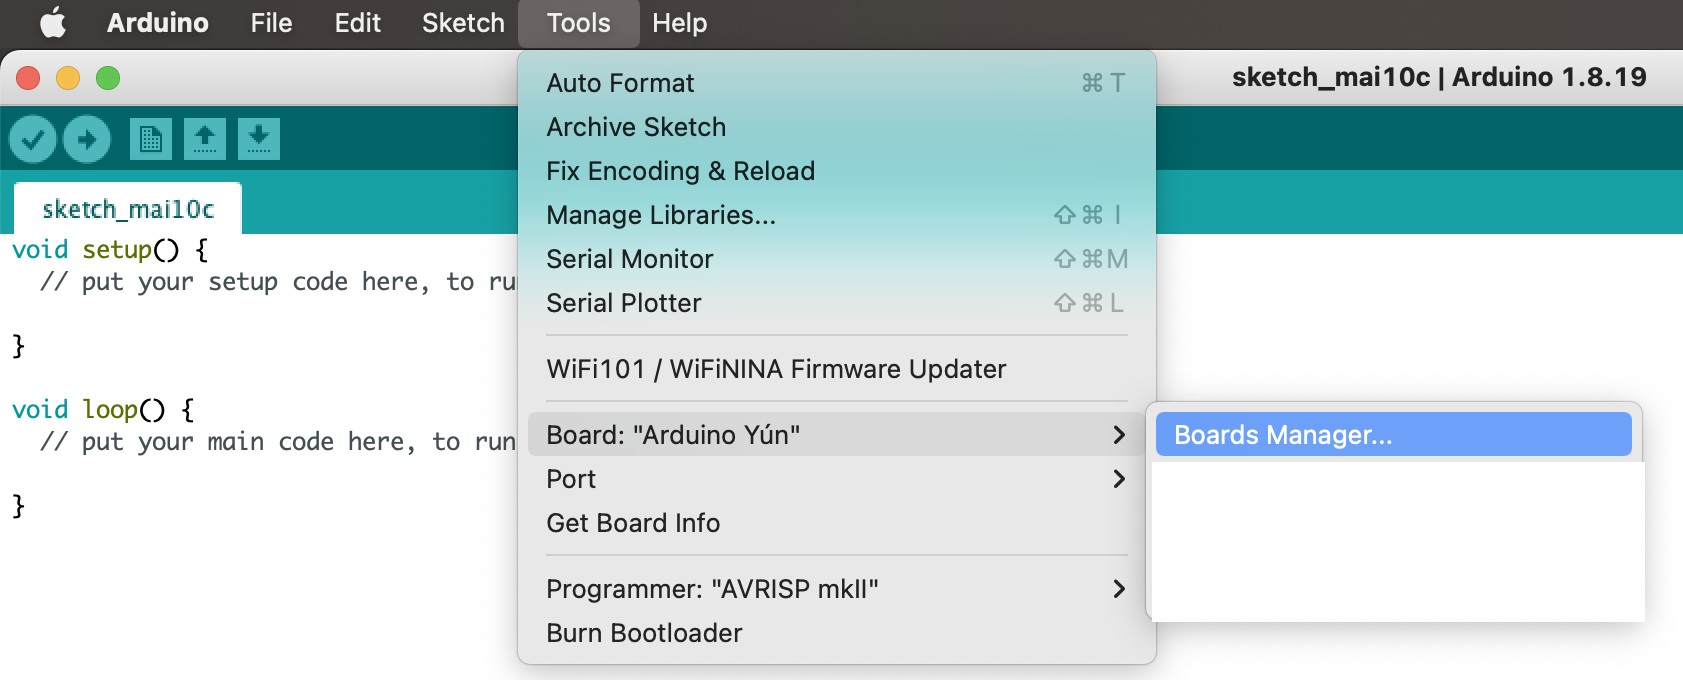 Arduino File Edit Sketch Tools Help
sketch_mai10c | Arduino 1.8.19
sketch_mai10c
void setup() {
// put your setup code here, to ru
}
void loop() {
// put your main code here, to run
}
Auto Format ⌘ T
Archive Sketch
Fix Encoding & Reload
Manage Libraries... ⇧ ⌘ I
Serial Monitor ⇧ ⌘ M
Serial Plotter ⇧ ⌘ L
WiFi101 / WiFiNINA Firmware Updater
Board: "Arduino Yún"
Port
Get Board Info
Programmer: "AVRISP mkII"
Burn Bootloader
Boards Manager...